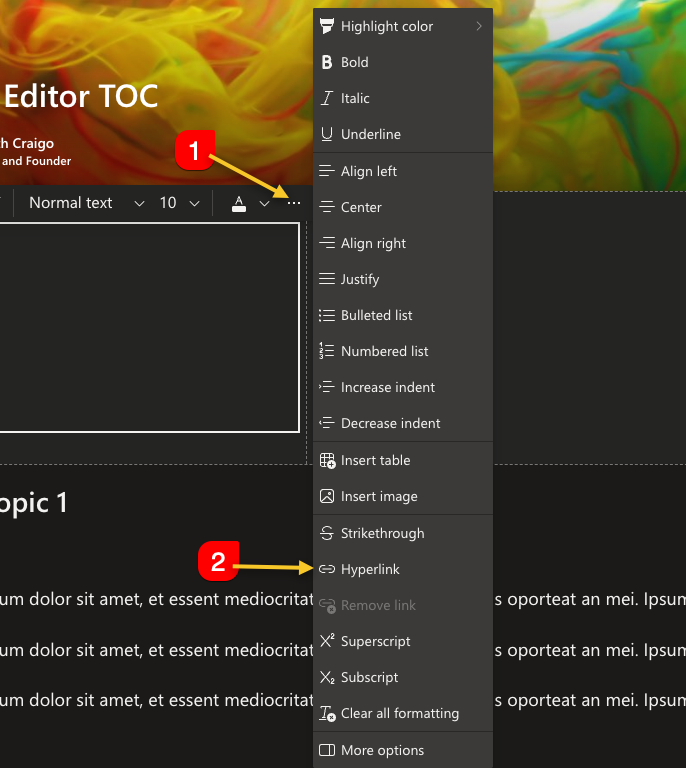 Editor TOC
h Craigo
and Founder
1
Normal text
10
A
...
Highlight color
B Bold
I Italic
U Underline
Align left
Center
Align right
Justify
Bulleted list
Numbered list
Increase indent
Decrease indent
Insert table
Insert image
opic 1
Strikethrough
2
Hyperlink
um dolor sit amet, et essent mediocritat
s oporteat an mei. Ipsum
Remove link
X² Superscript
um dolor sit amet, et essent mediocritat
s oporteat an mei. Ipsum
X₂ Subscript
um dolor sit amet, et essent mediocritat
s oporteat an mei. Ipsum
Clear all formatting
More options